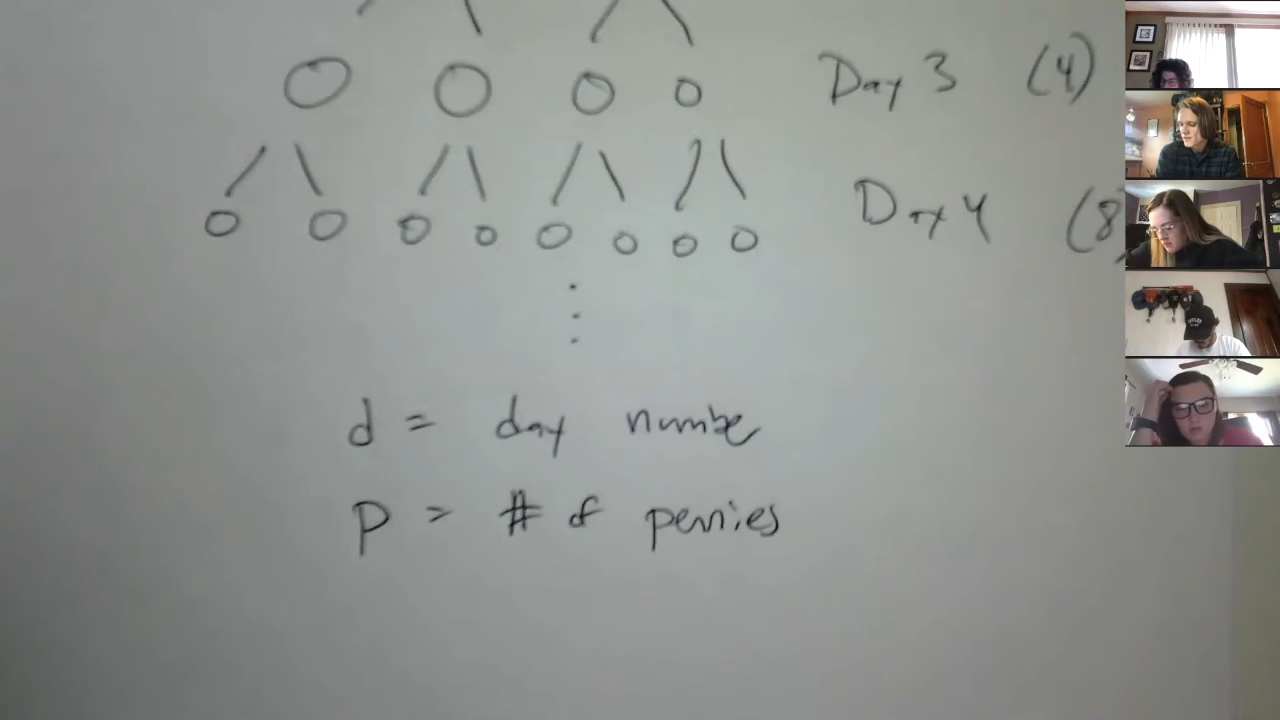 Day 3 (4)
Day 4 (8
d = day number
P = # of pennies